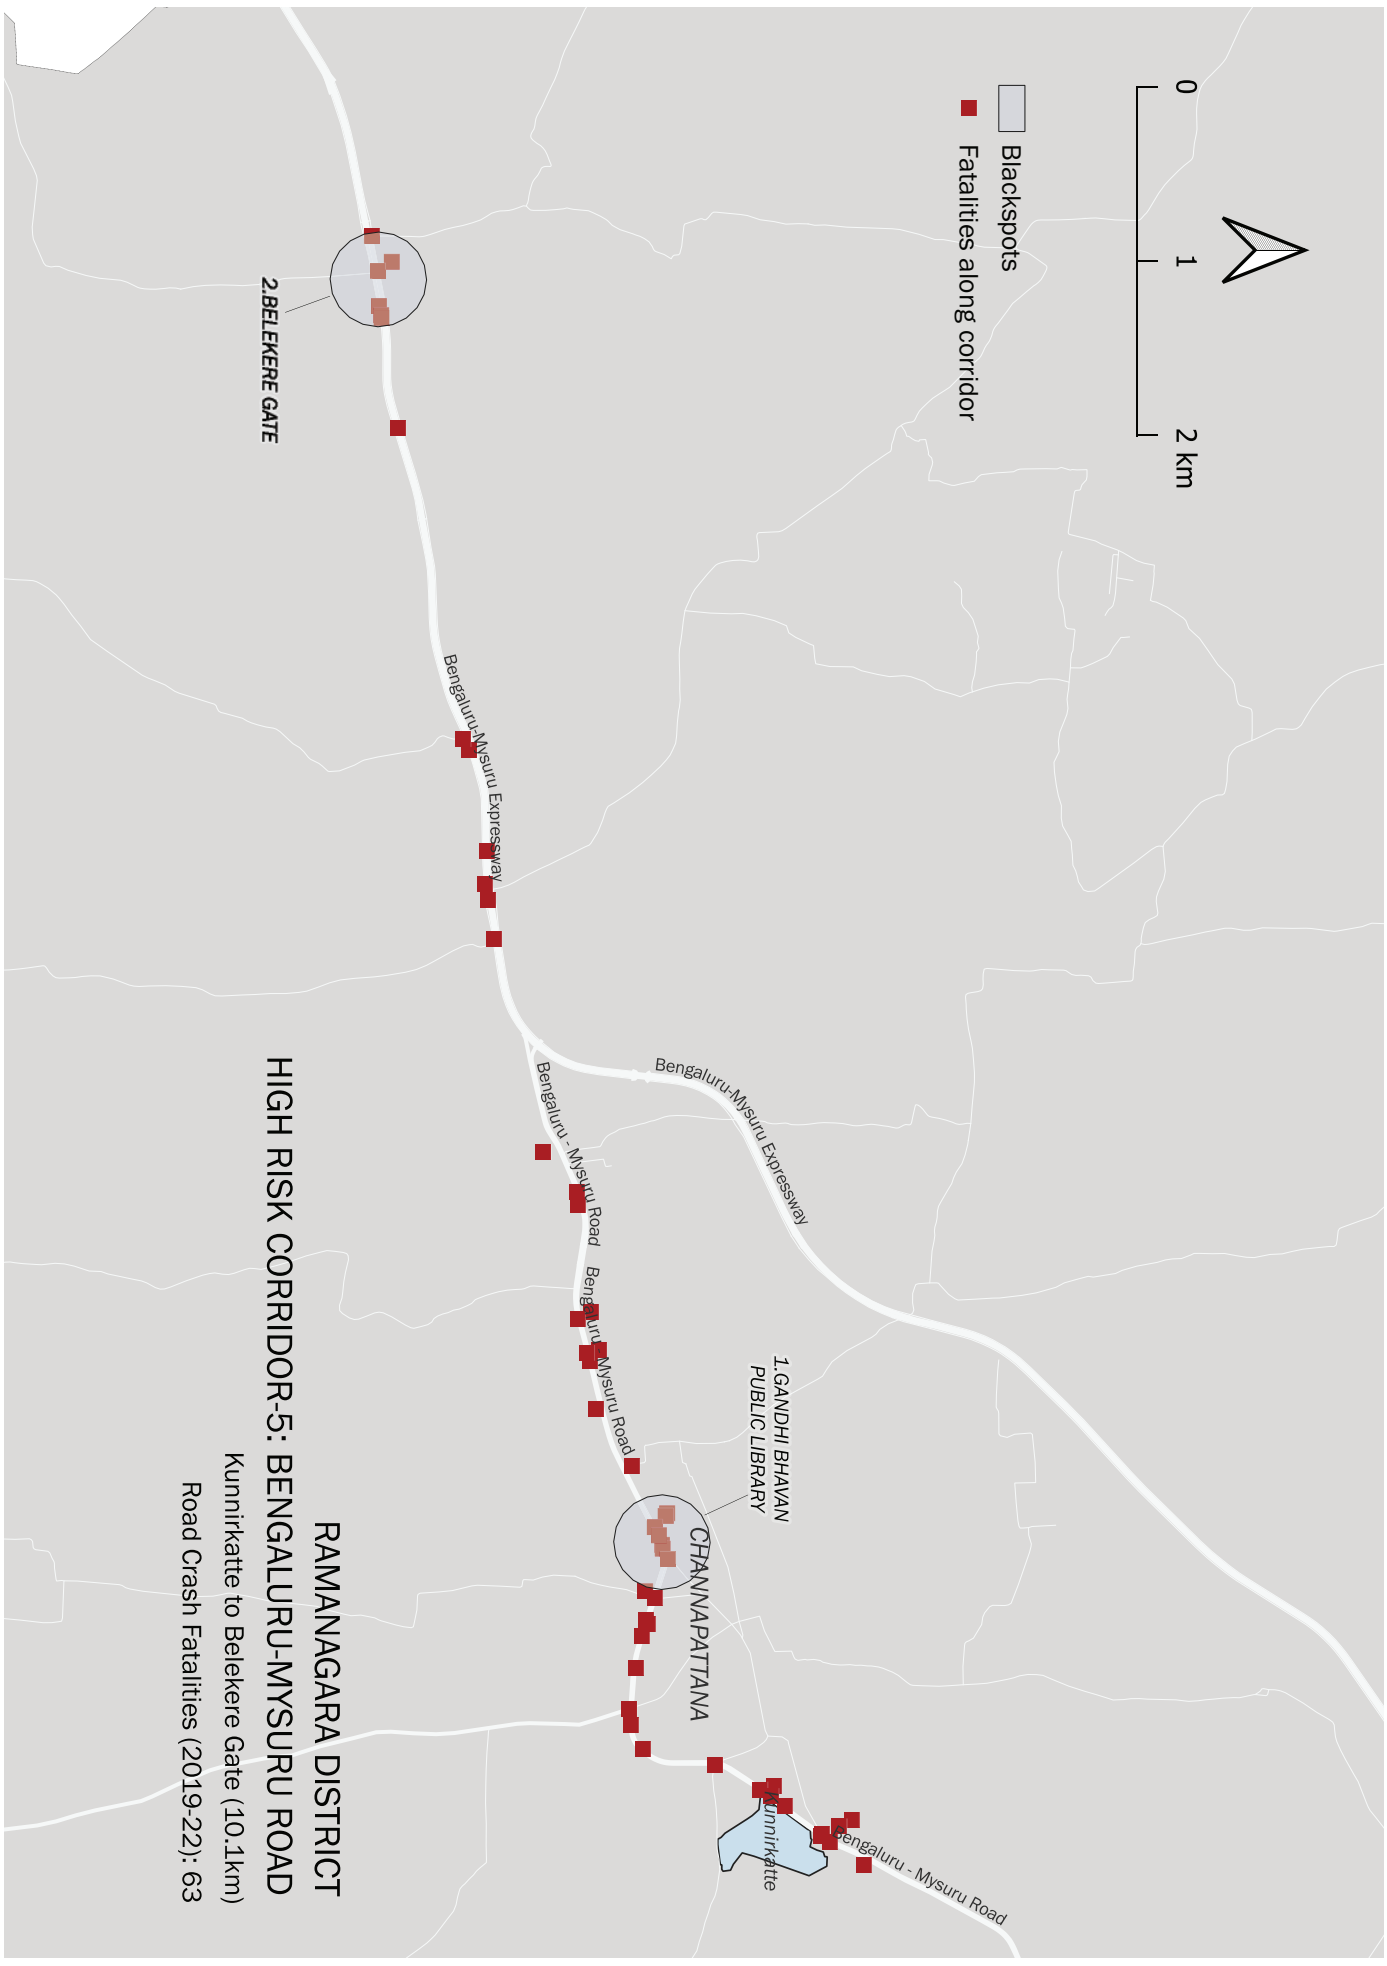 RAMANAGARA DISTRICT
HIGH RISK CORRIDOR-5: BENGALURU-MYSURU ROAD
Kunnirkatte to Belekere Gate (10.1km)
Road Crash Fatalities (2019-22): 63
0
1
2 km
Blackspots
Fatalities along corridor
2.BELEKERE GATE
Bengaluru-Mysuru Expressway
Bengaluru-Mysuru Expressway
Bengaluru - Mysuru Road
Bengaluru - Mysuru Road
1.GANDHI BHAVAN
PUBLIC LIBRARY
CHANNAPATTANA
Kunnirkatte
Bengaluru - Mysuru Road